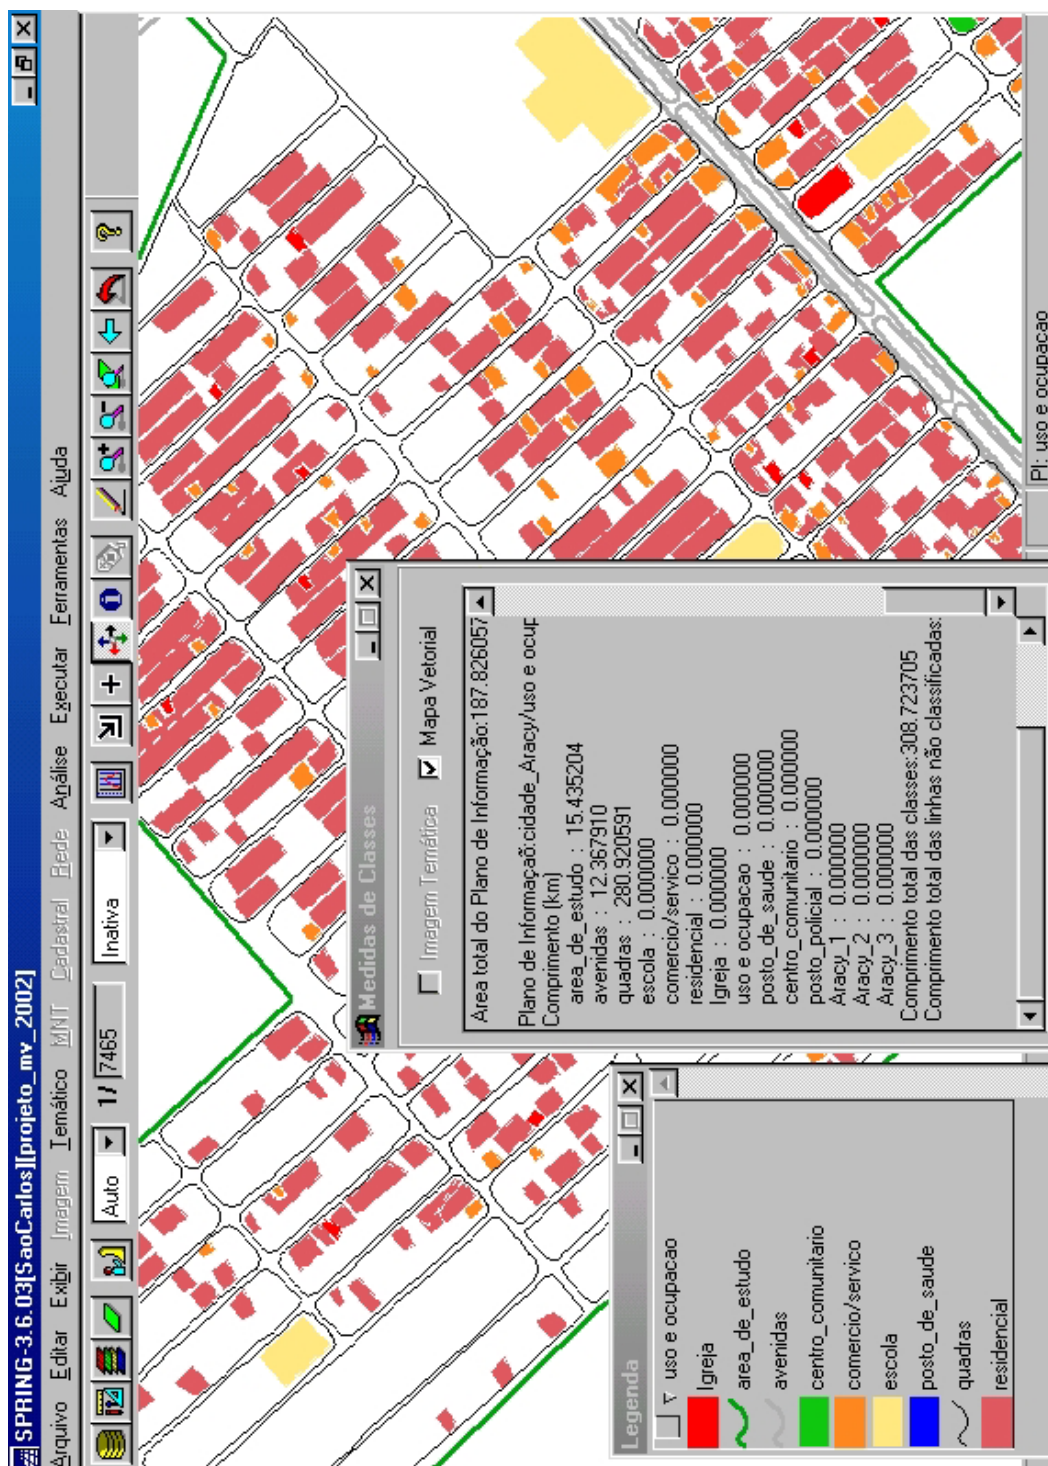 SPRING-3.6.03[SaoCarlos][projeto_mv_2002]
Arquivo Editar Exibir Imagem Temático MNT Cadastral Rede Análise Executar Ferramentas Ajuda
Auto 1/ 7465 Inativa
Medidas de Classes
Imagem Temática Mapa Vetorial
Area total do Plano de Informação:187.826057
Plano de Informação:cidade_Aracy/uso e ocup
Comprimento (km)
area_de_estudo : 15.435204
avenidas : 12.367910
quadras : 280.920591
escola : 0.000000
comercio/servico : 0.000000
residencial : 0.000000
Igreja : 0.000000
uso e ocupacao : 0.000000
posto_de_saude : 0.000000
centro_comunitario : 0.000000
posto_policial : 0.000000
Aracy_1 : 0.000000
Aracy_2 : 0.000000
Aracy_3 : 0.000000
Comprimento total das classes:308.723705
Comprimento total das linhas não classificadas:
Legenda
uso e ocupacao
Igreja
area_de_estudo
avenidas
centro_comunitario
comercio/servico
escola
posto_de_saude
quadras
residencial
PI: uso e ocupacao